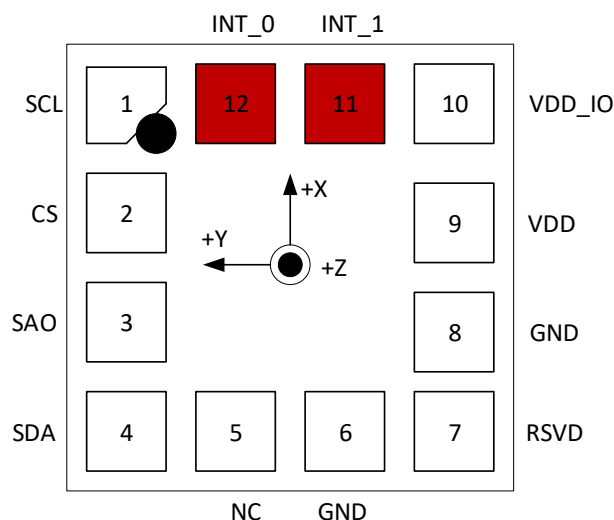 INT_0 INT_1
SCL 1 12 11 10 VDD_IO
+X
CS 2 9 VDD
+Y
+Z
SAO 3 8 GND
SDA 4 5 6 7 RSVD
NC GND